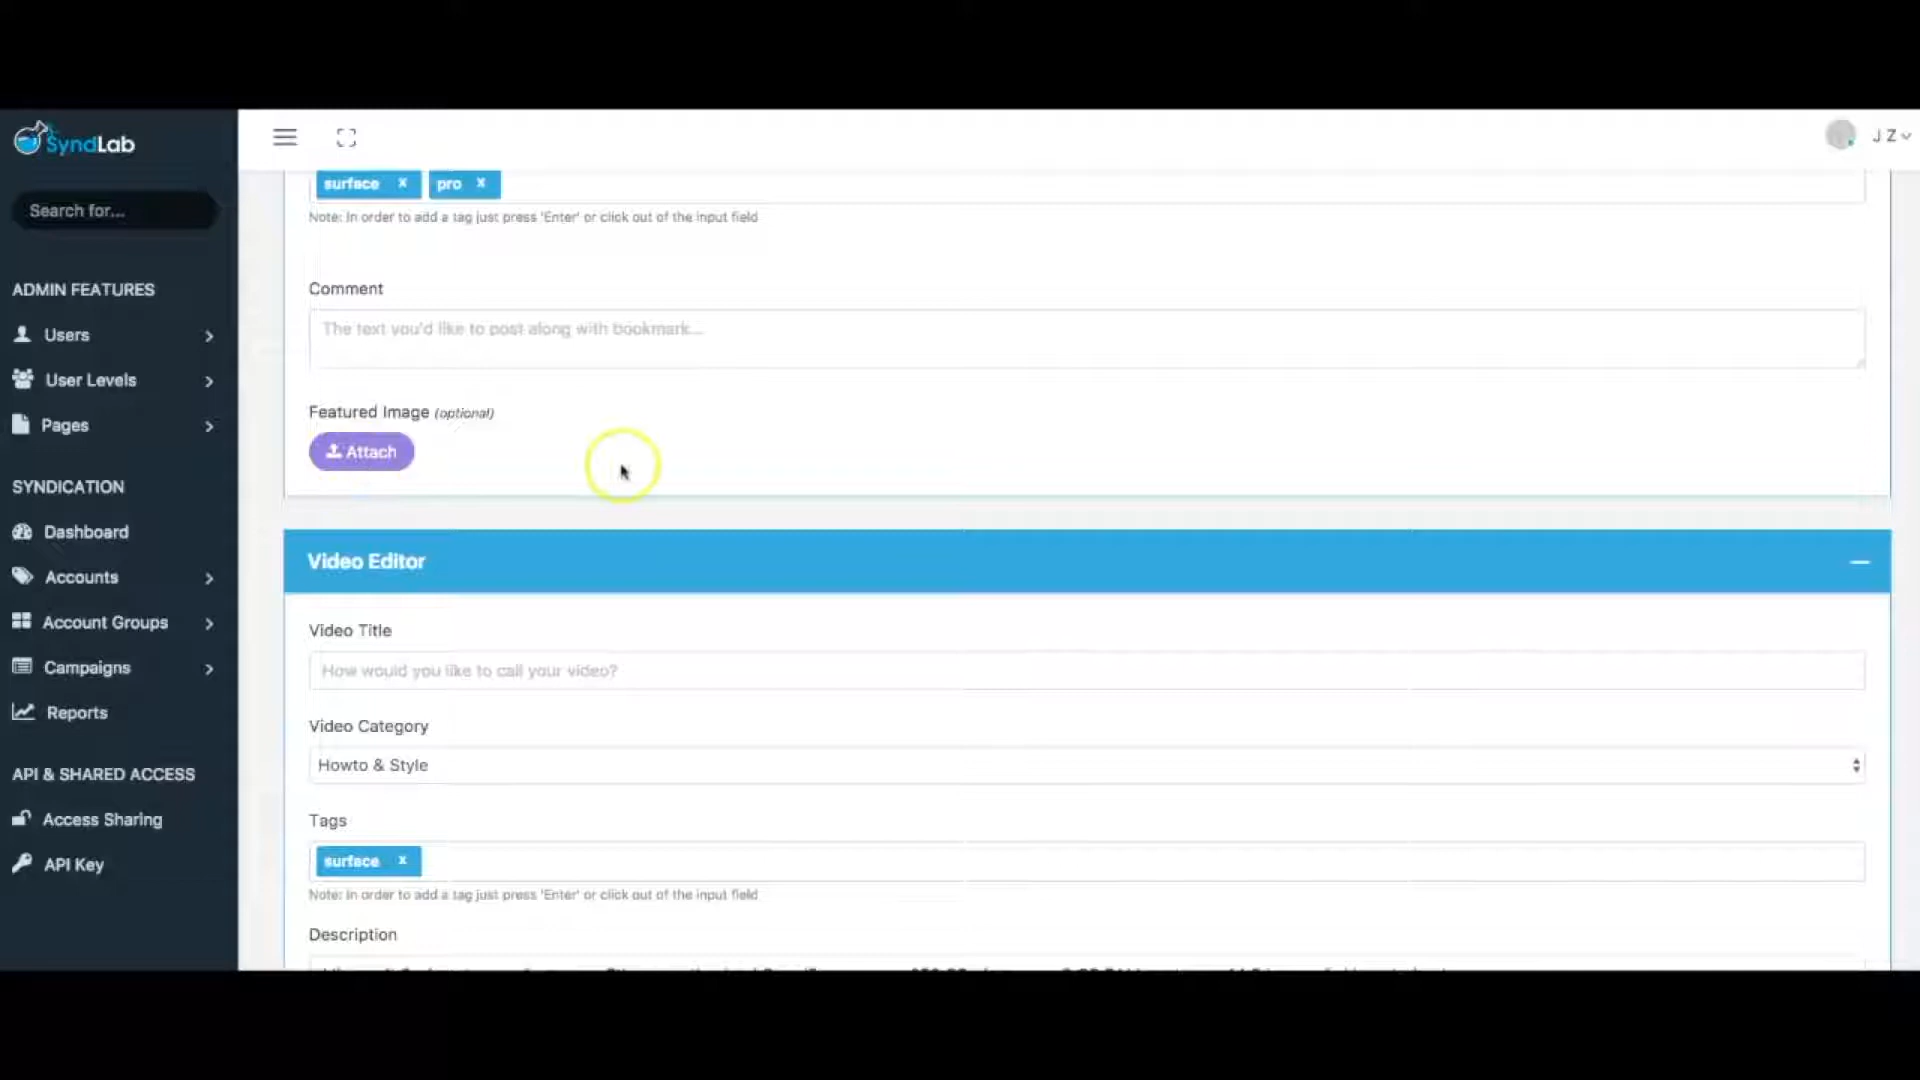 SyndLab
J Z
Search for...
ADMIN FEATURES
Users
User Levels
Pages
SYNDICATION
Dashboard
Accounts
Account Groups
Campaigns
Reports
API & SHARED ACCESS
Access Sharing
API Key
surface x pro x
Note: In order to add a tag just press 'Enter' or click out of the input field
Comment
The text you'd like to post along with bookmark...
Featured Image (optional)
Attach
Video Editor
Video Title
How would you like to call your video?
Video Category
Howto & Style
Tags
surface x
Note: In order to add a tag just press 'Enter' or click out of the input field
Description